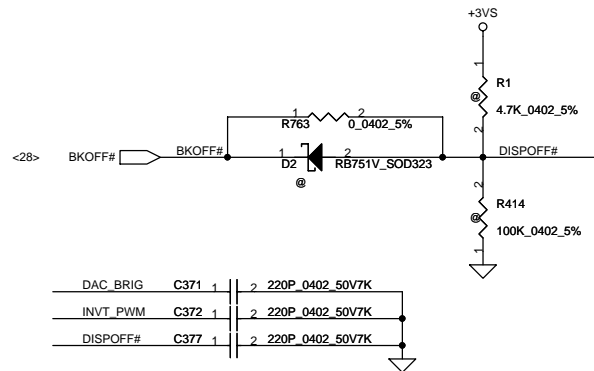 +3VS
1
R1
@
4.7K_0402_5%
2
1 2
R763 0_0402_5%
<28> BKOFF# BKOFF# 1 2 DISPOFF#
D2 RB751V_SOD323
@
2
R414
@
100K_0402_5%
1
DAC_BRIG C371 1 2 220P_0402_50V7K
INVT_PWM C372 1 2 220P_0402_50V7K
DISPOFF# C377 1 2 220P_0402_50V7K